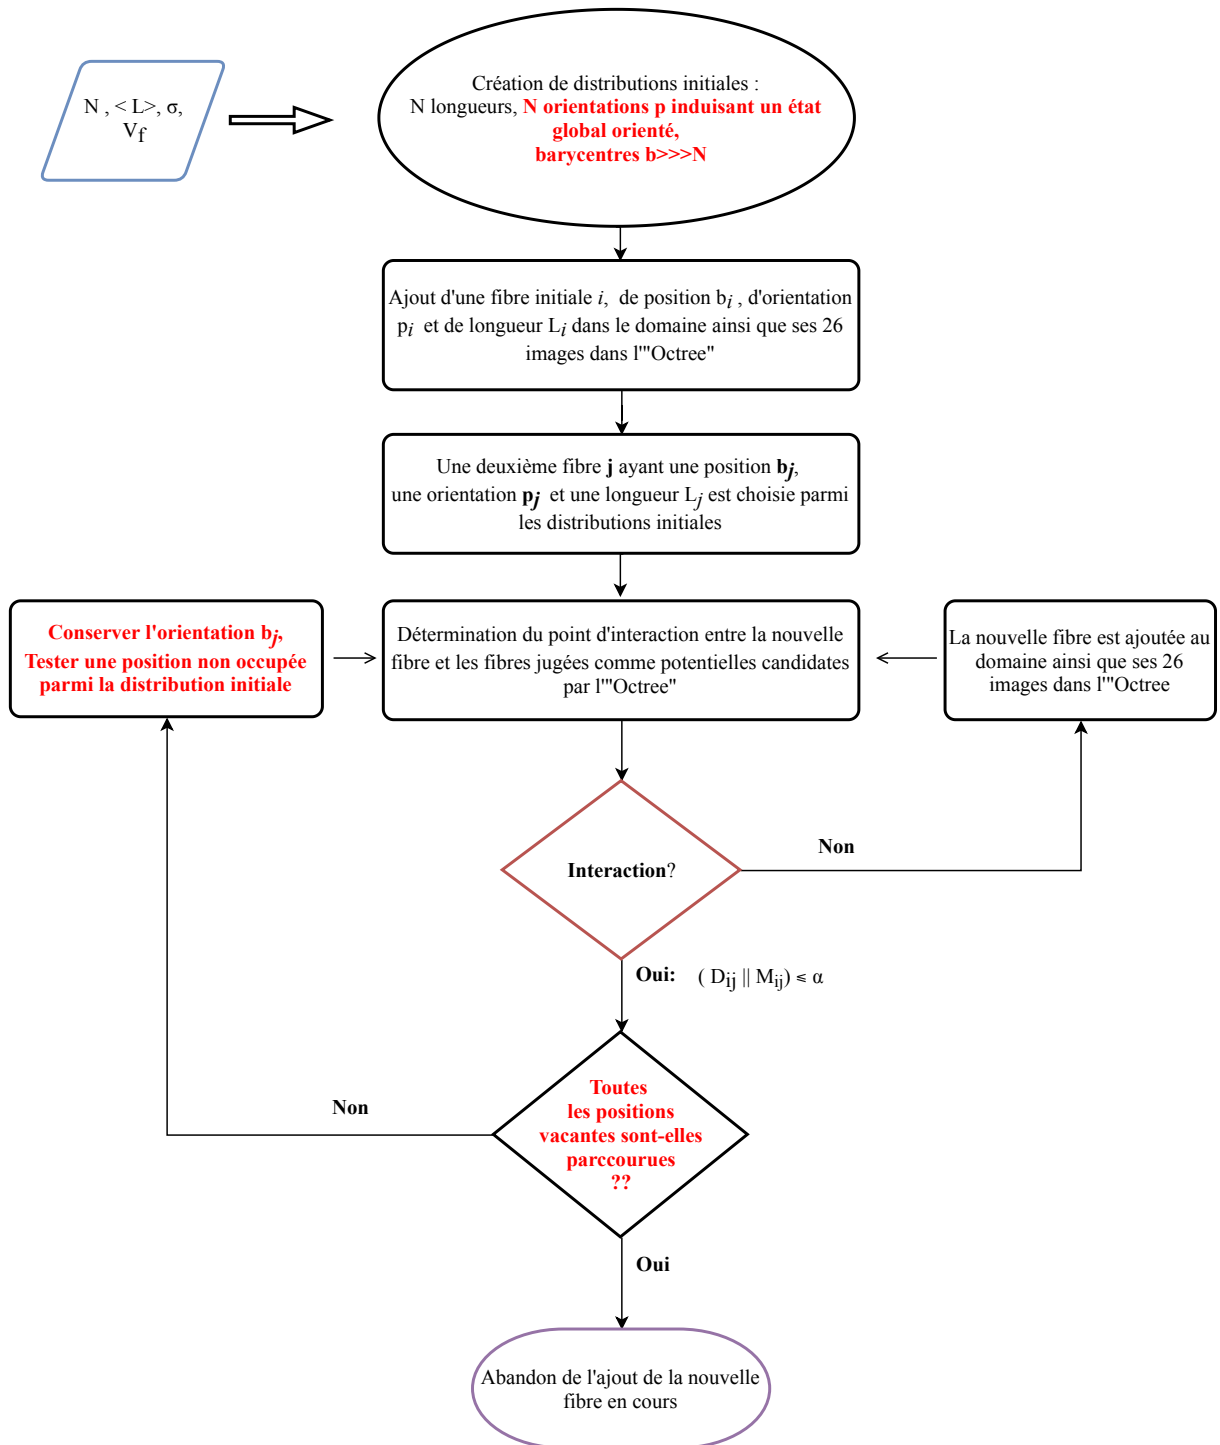 N , < L>, σ,
Vf
Création de distributions initiales :
N longueurs, N orientations p induisant un état
global orienté,
barycentres b>>>N
Ajout d'une fibre initiale i, de position bi , d'orientation
pi et de longueur Li dans le domaine ainsi que ses 26
images dans l'"Octree"
Une deuxième fibre j ayant une position bj,
une orientation pj et une longueur Lj est choisie parmi
les distributions initiales
Conserver l'orientation bj,
Tester une position non occupée
parmi la distribution initiale
Détermination du point d'interaction entre la nouvelle
fibre et les fibres jugées comme potentielles candidates
par l'"Octree"
La nouvelle fibre est ajoutée au
domaine ainsi que ses 26
images dans l'"Octree
Interaction?
Non
Oui: ( Dij || Mij) ⩽ α
Toutes
les positions
vacantes sont-elles
parccourues
??
Non
Oui
Abandon de l'ajout de la nouvelle
fibre en cours